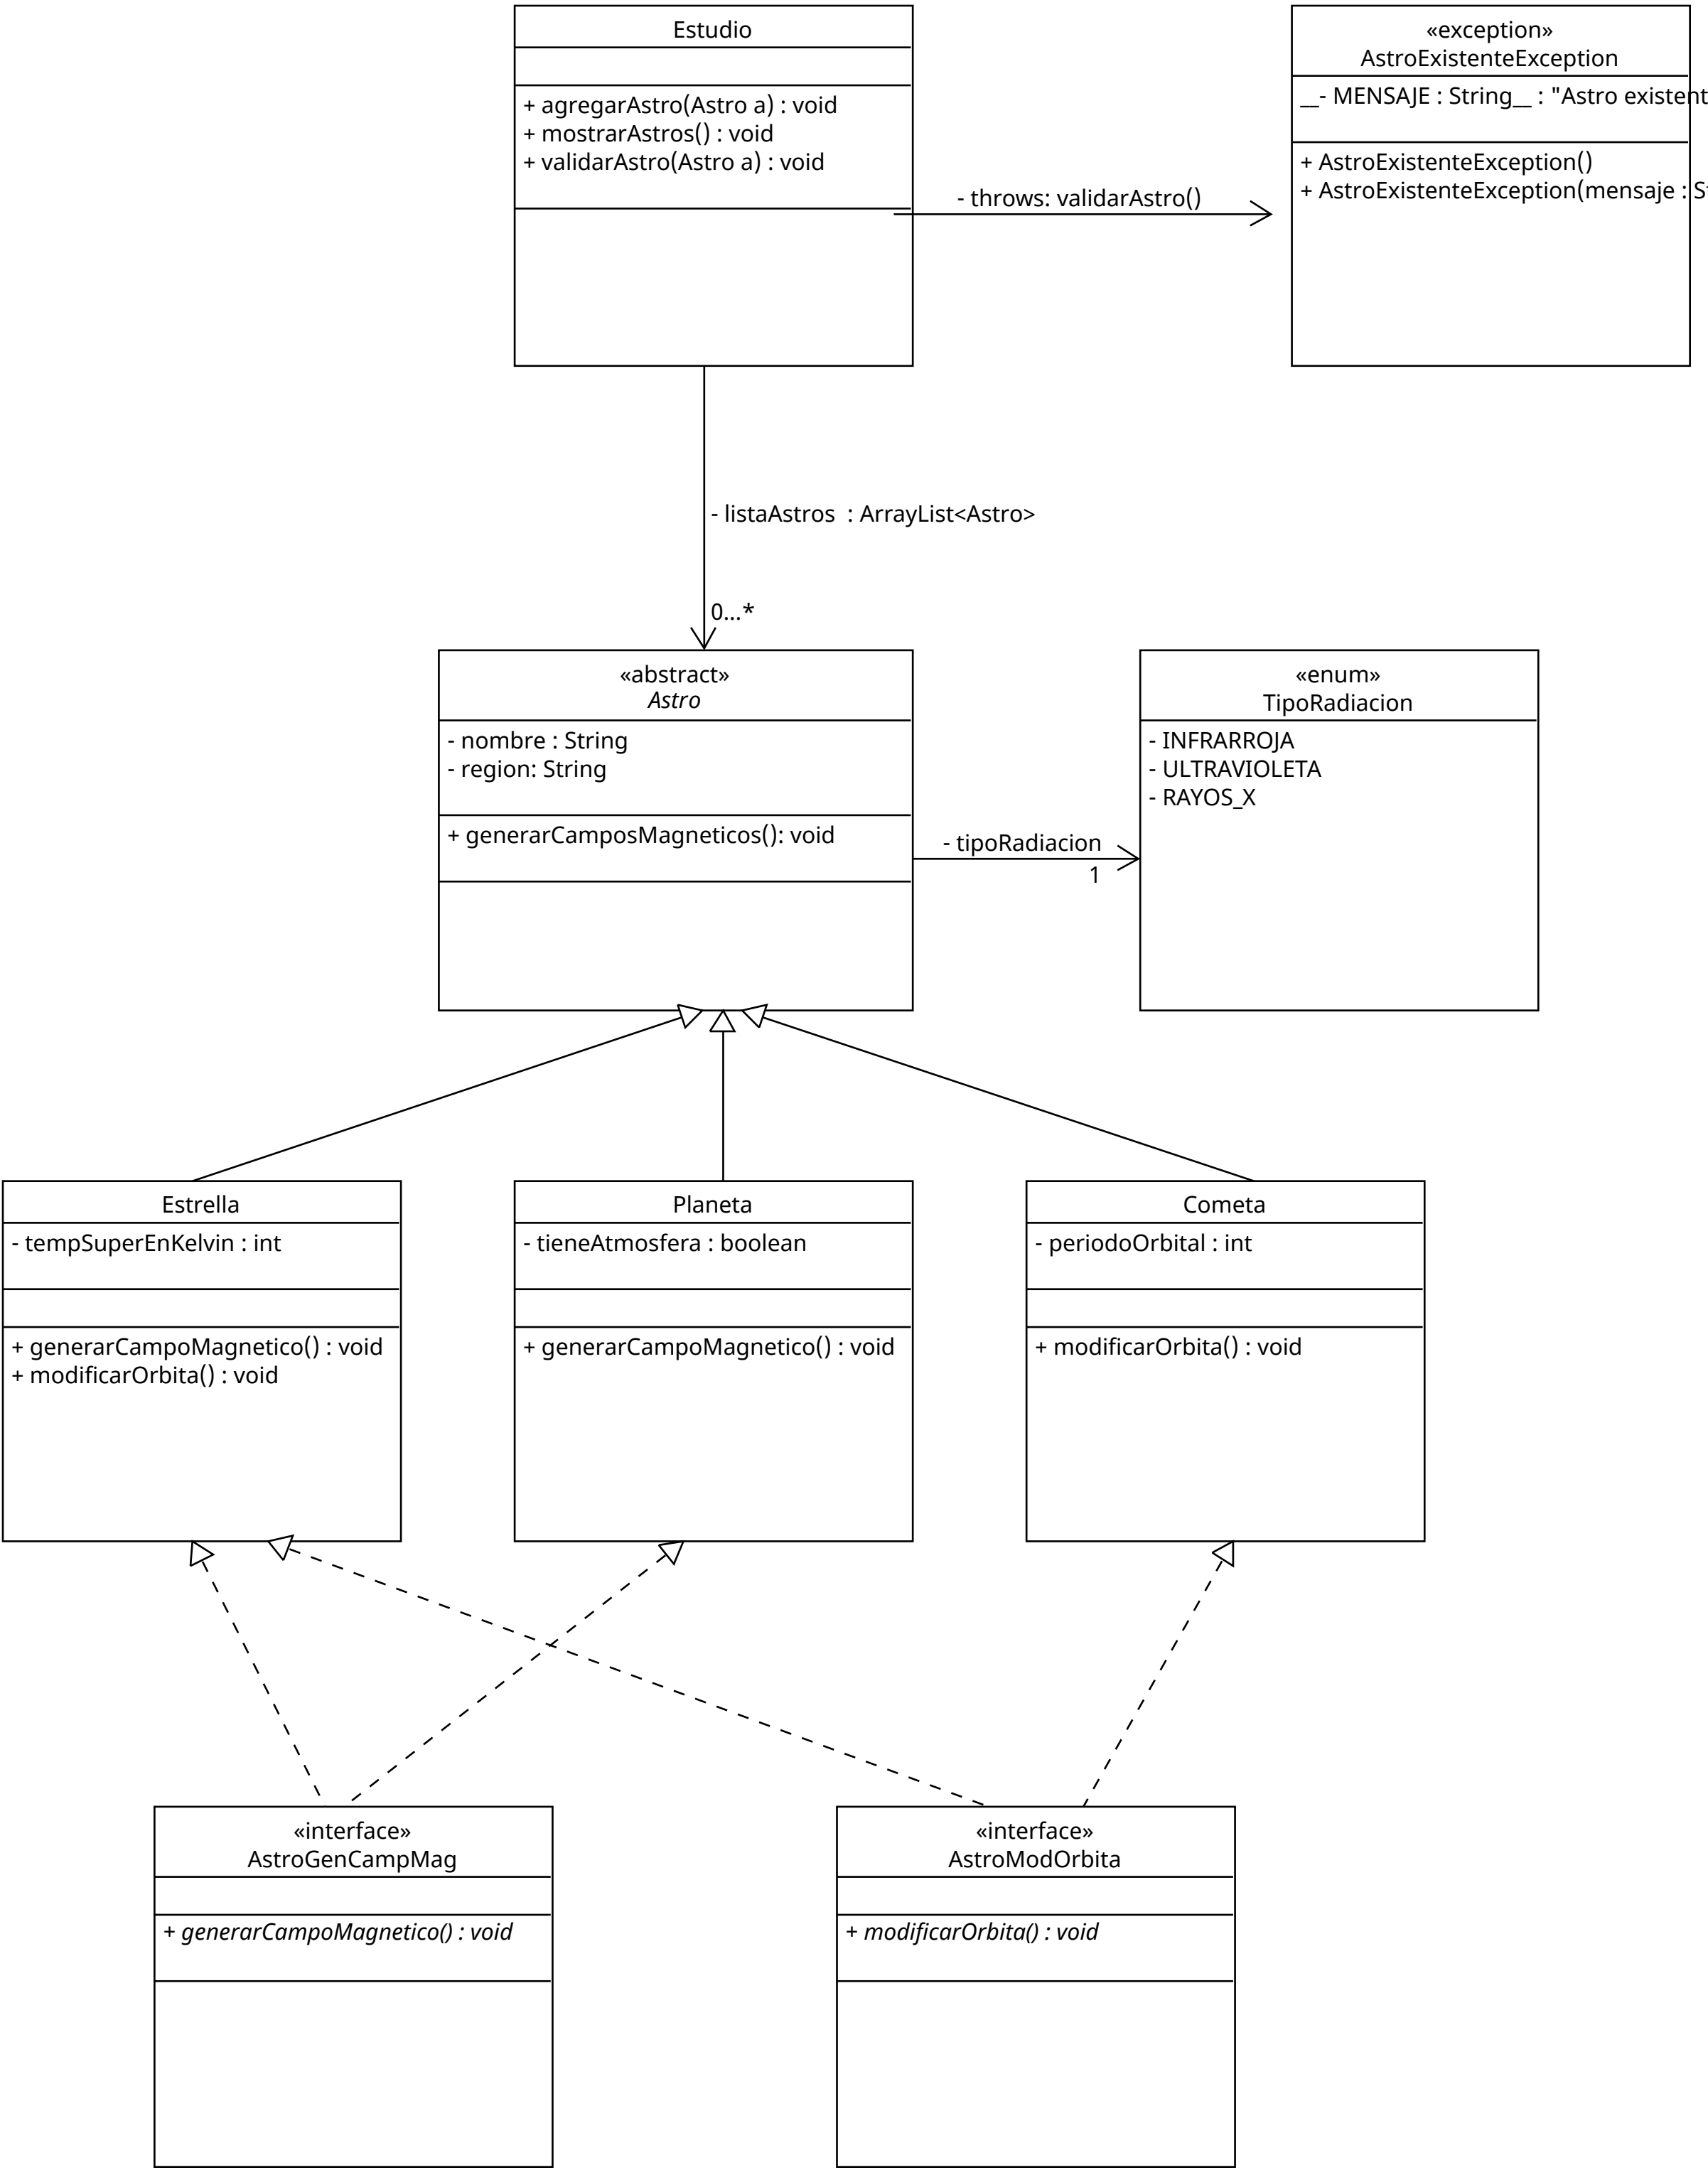 Estudio
+ agregarAstro(Astro a) : void
+ mostrarAstros() : void
+ validarAstro(Astro a) : void
«exception»
AstroExistenteException
__- MENSAJE : String__ : "Astro existent
+ AstroExistenteException()
+ AstroExistenteException(mensaje : St
- throws: validarAstro()
- listaAstros  : ArrayList<Astro>
0...*
«abstract»
Astro
- nombre : String
- region: String
+ generarCamposMagneticos(): void
- tipoRadiacion
1
«enum»
TipoRadiacion
- INFRARROJA
- ULTRAVIOLETA
- RAYOS_X
Estrella
- tempSuperEnKelvin : int
+ generarCampoMagnetico() : void
+ modificarOrbita() : void
Planeta
- tieneAtmosfera : boolean
+ generarCampoMagnetico() : void
Cometa
- periodoOrbital : int
+ modificarOrbita() : void
«interface»
AstroGenCampMag
+ generarCampoMagnetico() : void
«interface»
AstroModOrbita
+ modificarOrbita() : void